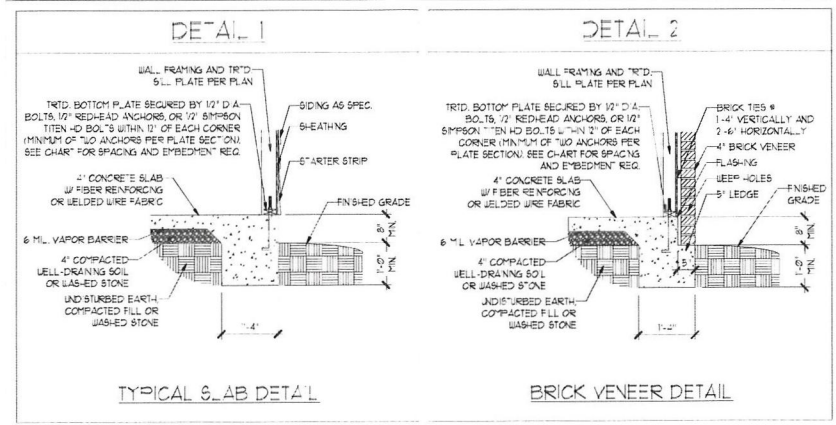 DETAIL 1
WALL FRAMING AND TRTD.
SILL PLATE PER PLAN
TRTD. BOTTOM PLATE SECURED BY 1/2" DIA.
BOLTS, 1/2" REDHEAD ANCHORS, OR 1/2" SIMPSON
TITEN HD BOLTS WITHIN 12" OF EACH CORNER
(MINIMUM OF TWO ANCHORS PER PLATE SECTION).
SEE CHART FOR SPACING AND EMBEDMENT REQ.
SIDING AS SPEC.
SHEATHING
STARTER STRIP
4" CONCRETE SLAB
W/ FIBER REINFORCING
OR WELDED WIRE FABRIC
FINISHED GRADE
8"
MIN.
6 MIL. VAPOR BARRIER
4" COMPACTED
WELL-DRAINING SOIL
OR WASHED STONE
1'-0"
MIN.
UNDISTURBED EARTH,
COMPACTED FILL OR
WASHED STONE
1'-4"
TYPICAL SLAB DETAIL
DETAIL 2
WALL FRAMING AND TRTD.
SILL PLATE PER PLAN
TRTD. BOTTOM PLATE SECURED BY 1/2" DIA.
BOLTS, 1/2" REDHEAD ANCHORS, OR 1/2"
SIMPSON TITEN HD BOLTS WITHIN 12" OF EACH
CORNER (MINIMUM OF TWO ANCHORS PER
PLATE SECTION). SEE CHART FOR SPACING
AND EMBEDMENT REQ.
BRICK TIES @
1'-4" VERTICALLY AND
2'-6" HORIZONTALLY
4" BRICK VENEER
FLASHING
WEEP HOLES
5" LEDGE
4" CONCRETE SLAB
W/ FIBER REINFORCING
OR WELDED WIRE FABRIC
FINISHED
GRADE
8"
MIN.
6 MIL. VAPOR BARRIER
4" COMPACTED
WELL-DRAINING SOIL
OR WASHED STONE
5"
1'-0"
MIN.
UNDISTURBED EARTH,
COMPACTED FILL OR
WASHED STONE
1'-4"
BRICK VENEER DETAIL